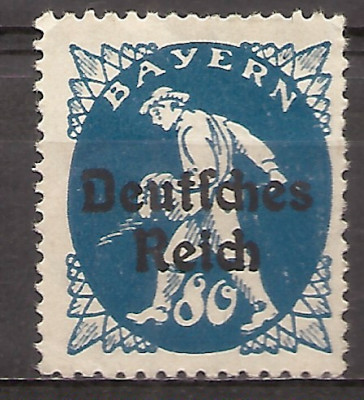 BAYERN
Deutſches
Reich
80